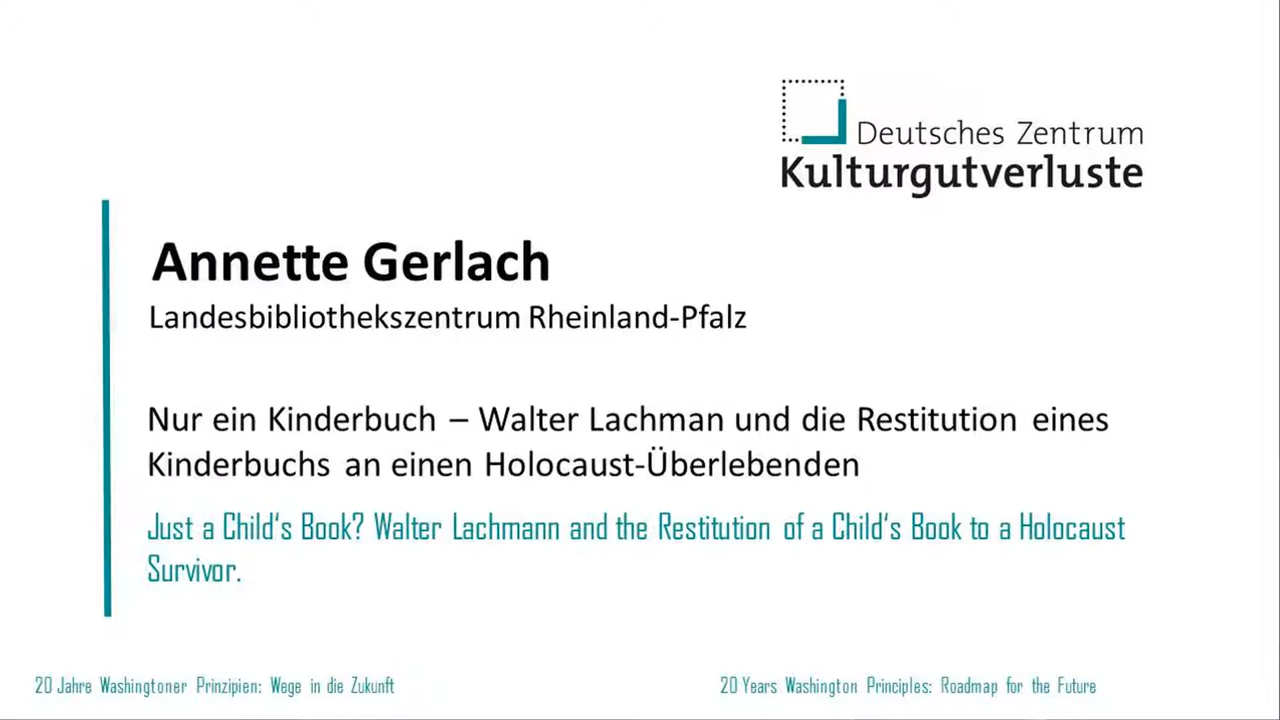 Deutsches Zentrum
Kulturgutverluste
Annette Gerlach
Landesbibliothekszentrum Rheinland-Pfalz
Nur ein Kinderbuch – Walter Lachman und die Restitution eines
Kinderbuchs an einen Holocaust-Überlebenden
Just a Child‘s Book? Walter Lachmann and the Restitution of a Child‘s Book to a Holocaust
Survivor.
20 Jahre Washingtoner Prinzipien: Wege in die Zukunft
20 Years Washington Principles: Roadmap for the Future